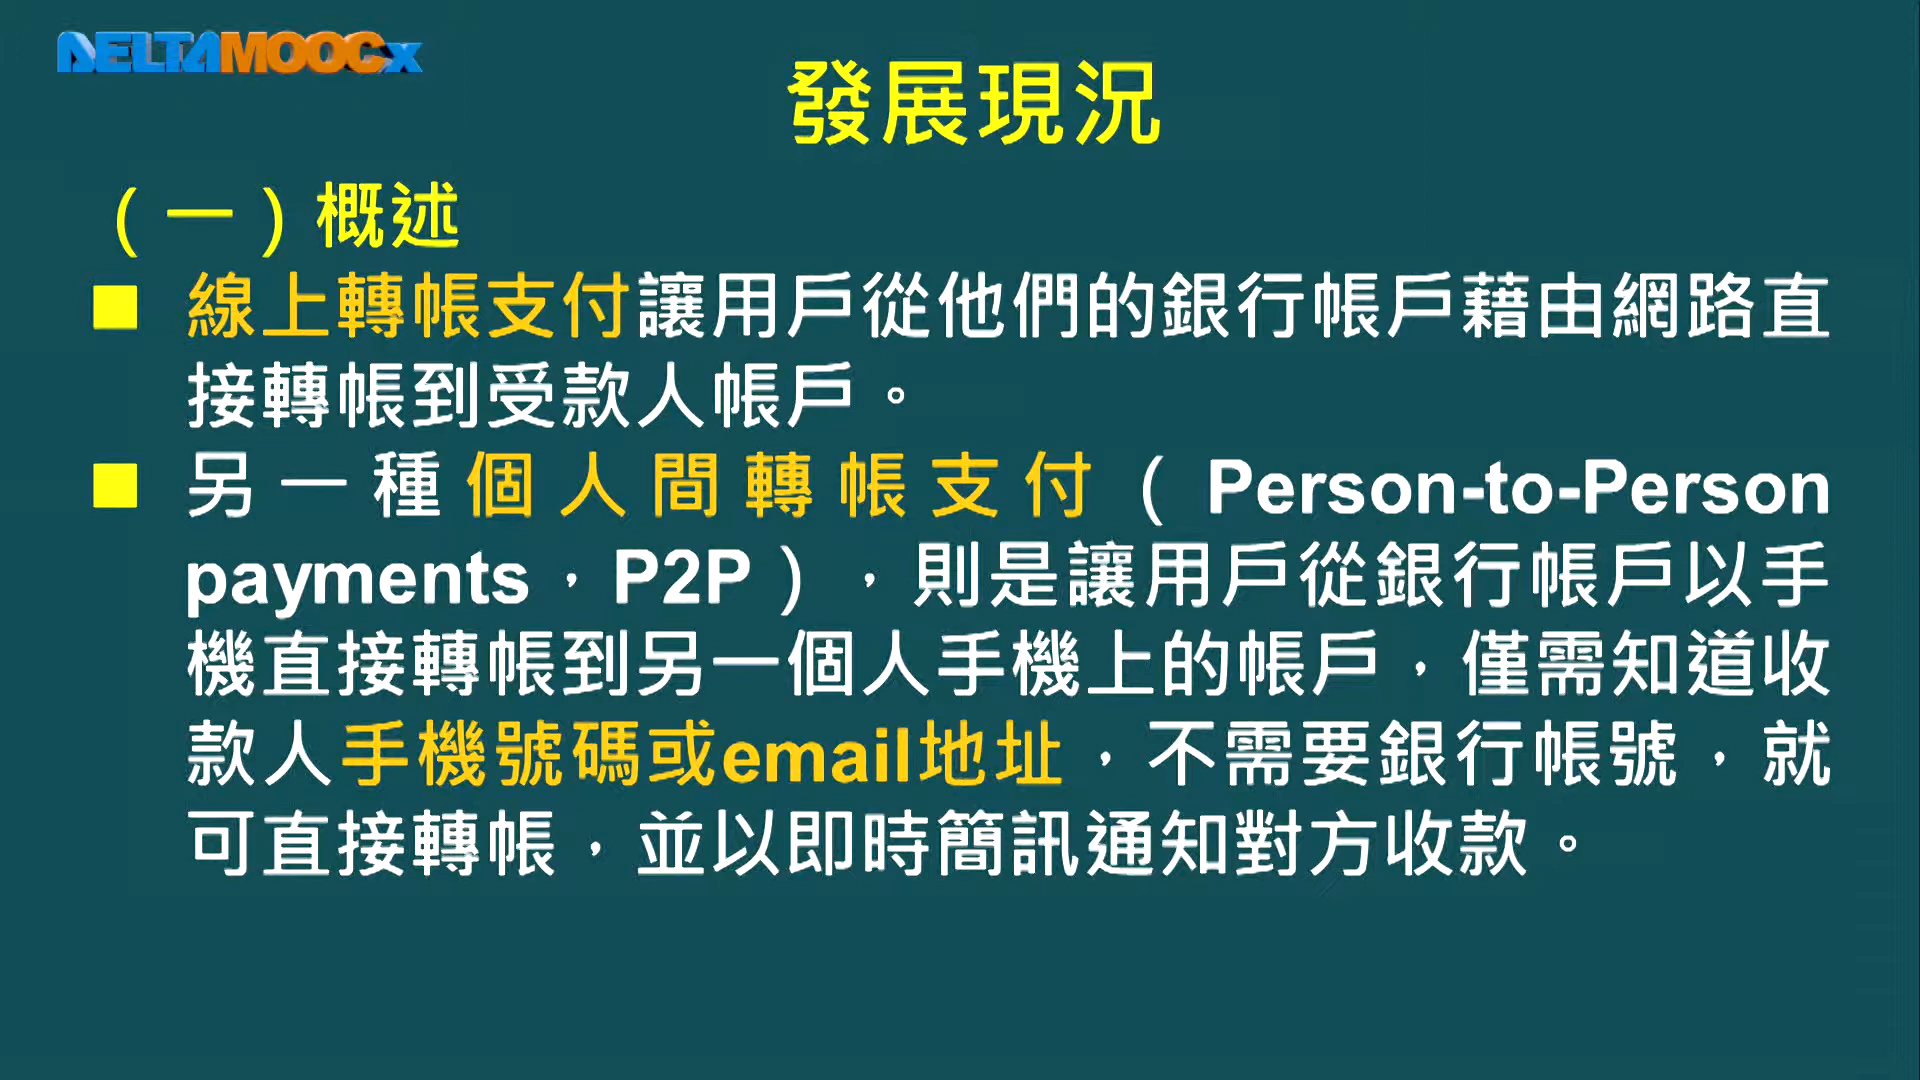 DELTAMOOCx
發展現況
（一）概述
■ 線上轉帳支付讓用戶從他們的銀行帳戶藉由網路直
接轉帳到受款人帳戶。
■ 另一種個人間轉帳支付（Person-to-Person
payments，P2P），則是讓用戶從銀行帳戶以手
機直接轉帳到另一個人手機上的帳戶，僅需知道收
款人手機號碼或email地址，不需要銀行帳號，就
可直接轉帳，並以即時簡訊通知對方收款。